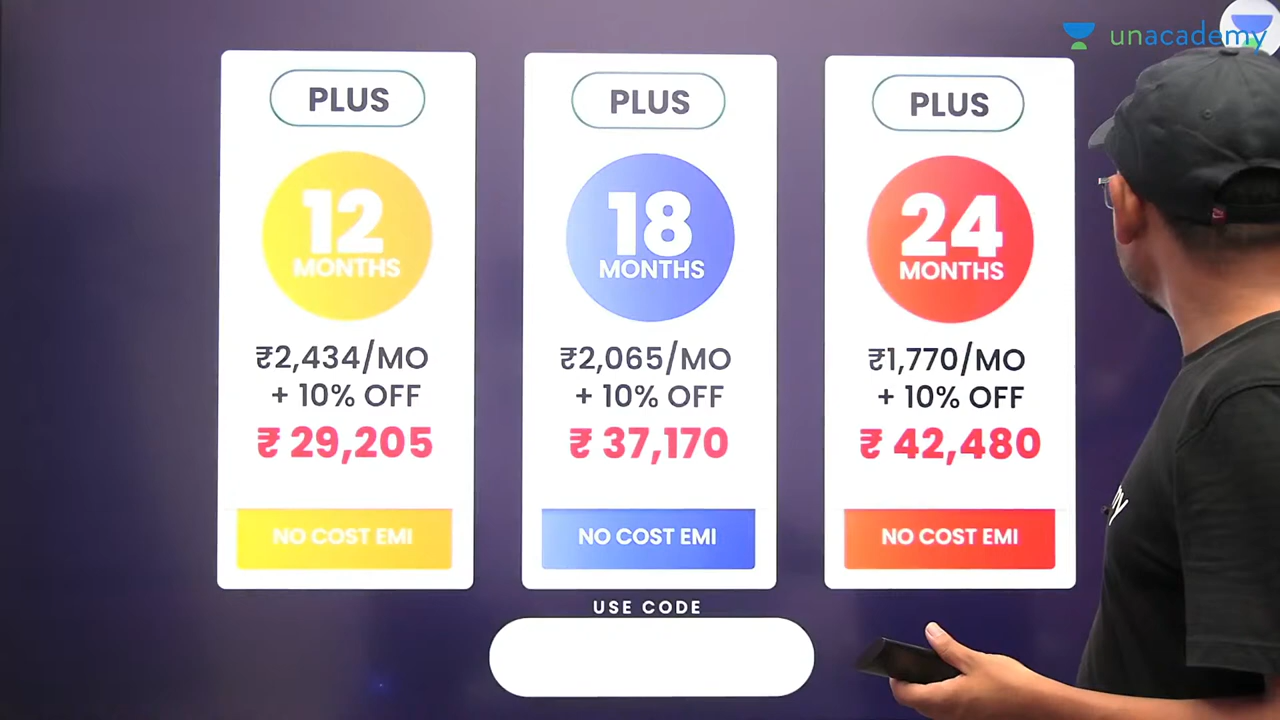 unacademy
PLUS
12
MONTHS
₹2,434/MO
+ 10% OFF
₹ 29,205
NO COST EMI
PLUS
18
MONTHS
₹2,065/MO
+ 10% OFF
₹ 37,170
NO COST EMI
PLUS
24
MONTHS
₹1,770/MO
+ 10% OFF
₹ 42,480
NO COST EMI
USE CODE